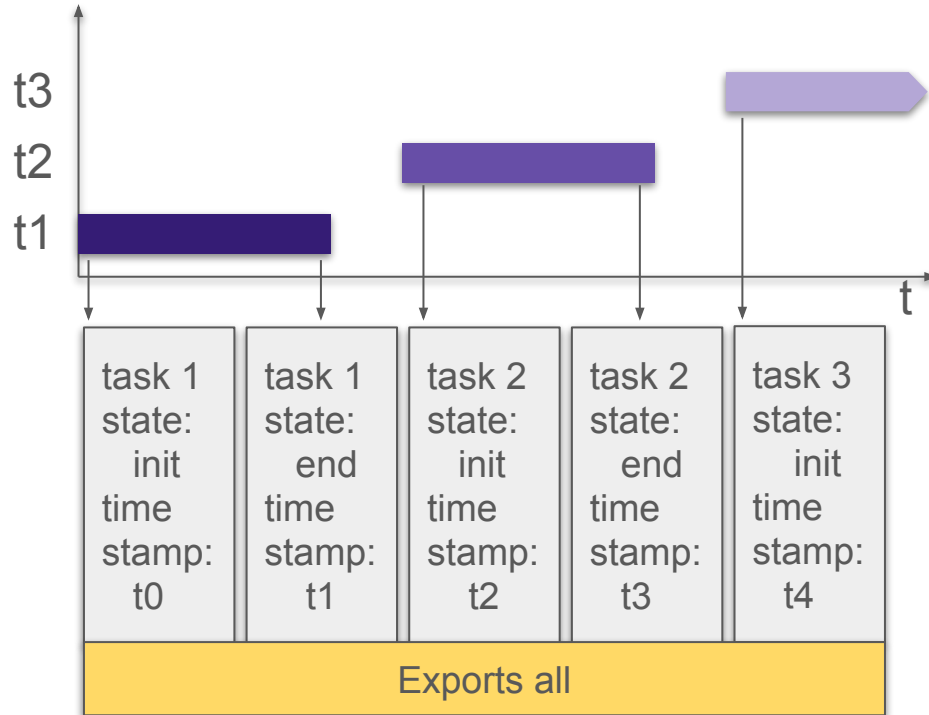 t3
t2
t1
t
task 1
state:
init
time
stamp:
t0
task 1
state:
end
time
stamp:
t1
task 2
state:
init
time
stamp:
t2
task 2
state:
end
time
stamp:
t3
task 3
state:
init
time
stamp:
t4
Exports all